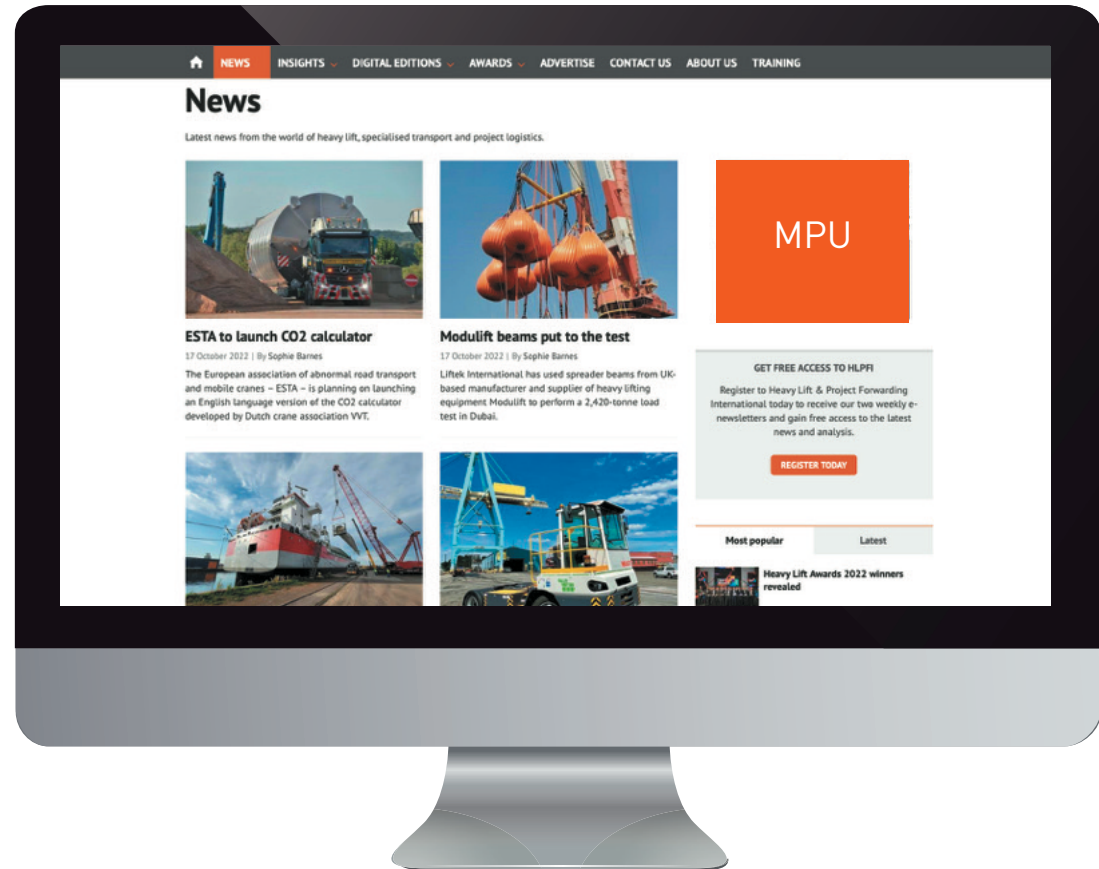 NEWS INSIGHTS DIGITAL EDITIONS AWARDS ADVERTISE CONTACT US ABOUT US TRAINING
News
Latest news from the world of heavy lift, specialised transport and project logistics.
ESTA to launch CO2 calculator
17 October 2022 | By Sophie Barnes
The European association of abnormal road transport
and mobile cranes – ESTA – is planning on launching
an English language version of the CO2 calculator
developed by Dutch crane association VVT.
Modulift beams put to the test
17 October 2022 | By Sophie Barnes
Liftek International has used spreader beams from UK-
based manufacturer and supplier of heavy lifting
equipment Modulift to perform a 2,420-tonne load
test in Dubai.
MPU
GET FREE ACCESS TO HLPFI
Register to Heavy Lift & Project Forwarding
International today to receive our two weekly e-
newsletters and gain free access to the latest
news and analysis.
REGISTER TODAY
Most popular Latest
Heavy Lift Awards 2022 winners
revealed